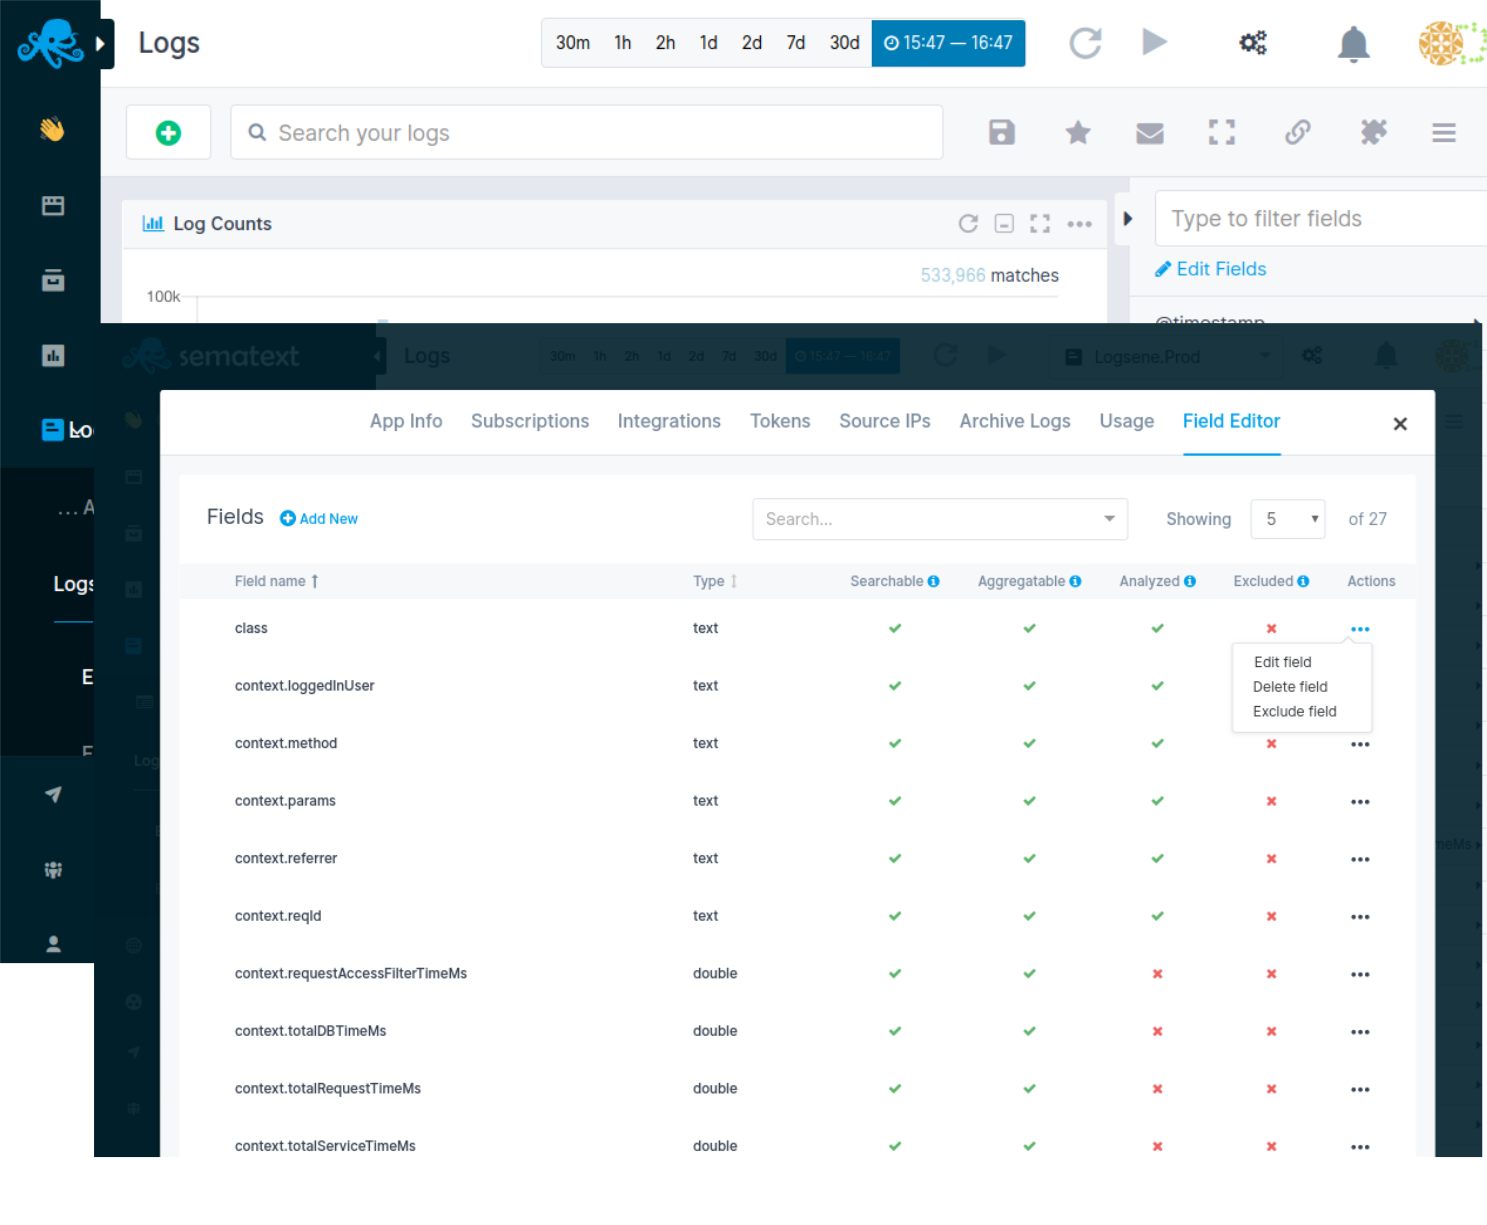 Logs
30m 1h 2h 1d 2d 7d 30d 15:47 — 16:47
Search your logs
Log Counts
Type to filter fields
Edit Fields
533,966 matches
100k
@timestamp
sematext
Logs
30m 1h 2h 1d 2d 7d 30d 15:47 — 16:47
Logsene.Prod
App Info Subscriptions Integrations Tokens Source IPs Archive Logs Usage Field Editor
Lo
... A
Logs
E
Log
Fields Add New
Search...
Showing 5 of 27
Field name Type Searchable Aggregatable Analyzed Excluded Actions
class text
Edit field
Delete field
Exclude field
context.loggedInUser text
context.method text
context.params text
context.referrer text
context.reqId text
context.requestAccessFilterTimeMs double
context.totalDBTimeMs double
context.totalRequestTimeMs double
context.totalServiceTimeMs double